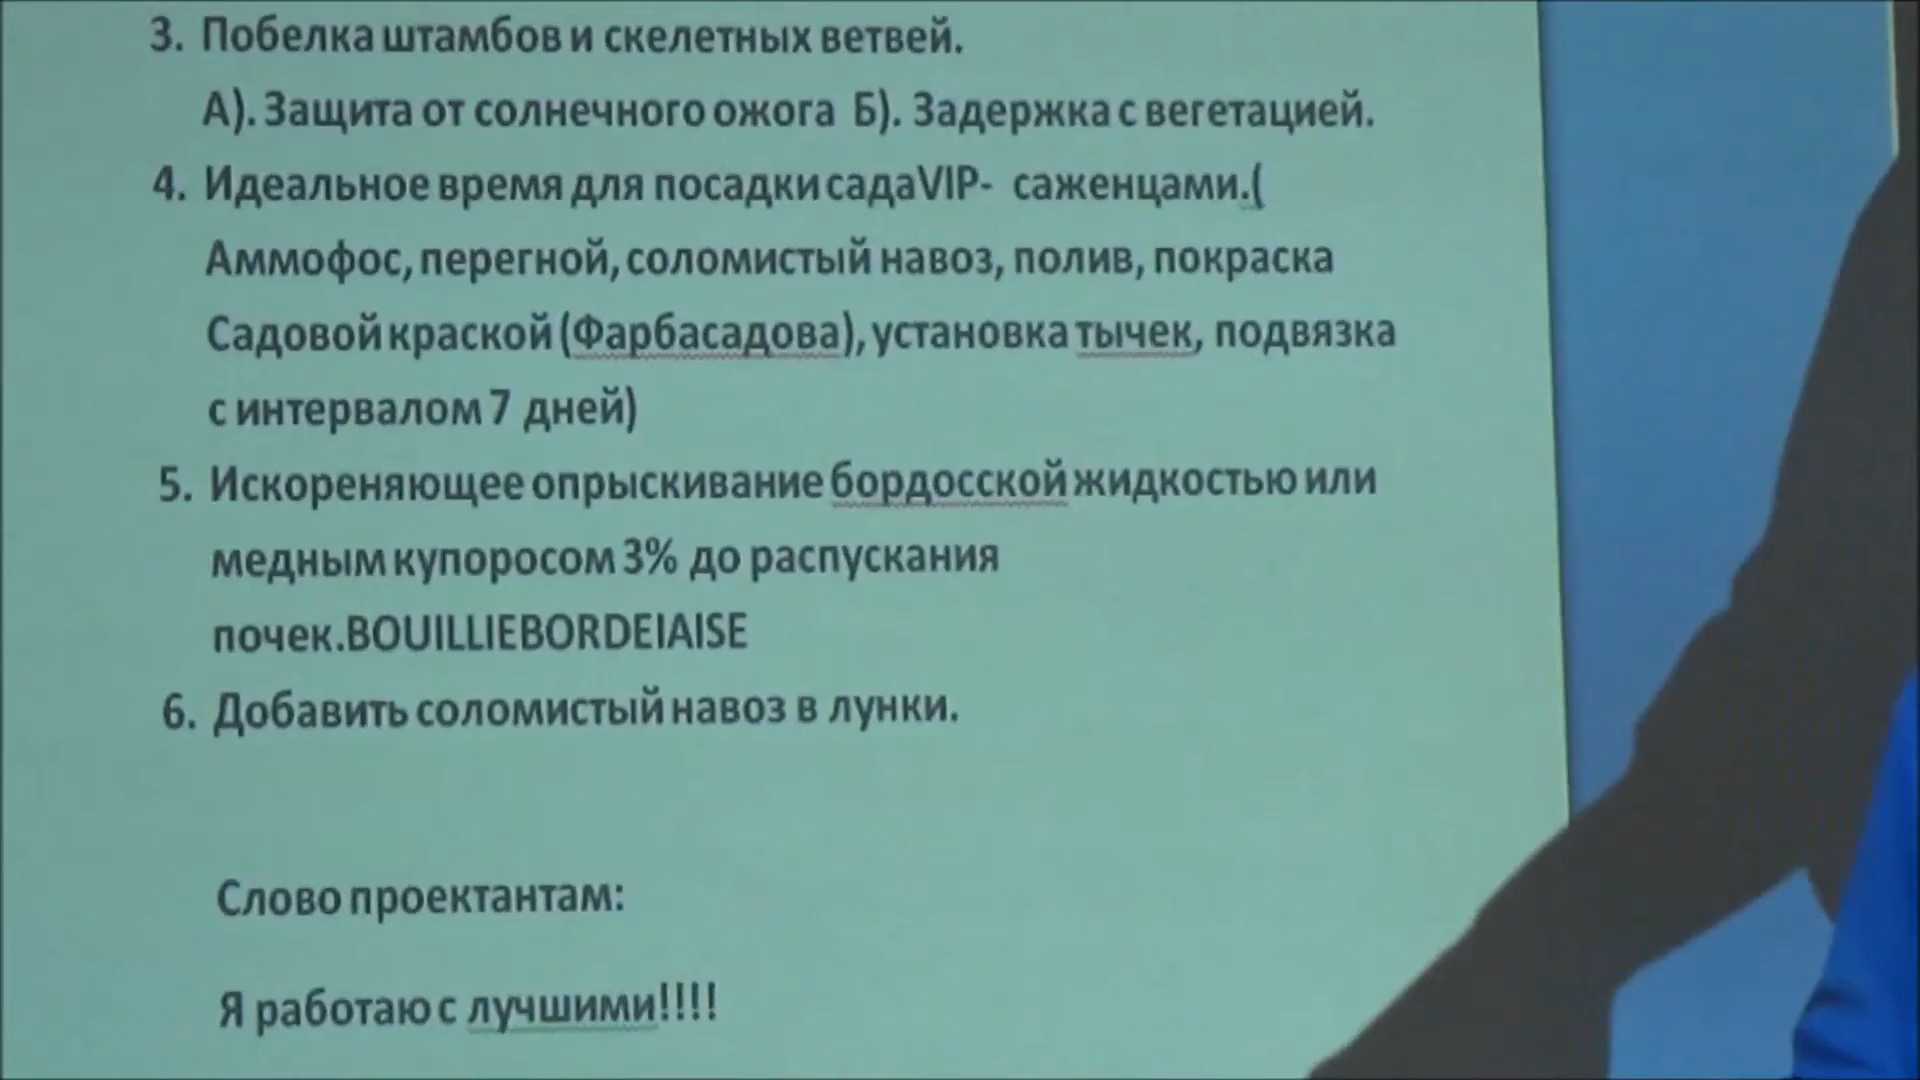 3. Побелка штамбов и скелетных ветвей.
А). Защита от солнечного ожога Б). Задержка с вегетацией.
4. Идеальное время для посадки садаVIP- саженцами.(
Аммофос, перегной, соломистый навоз, полив, покраска
Садовой краской (Фарбасадова), установка тычек, подвязка
с интервалом 7 дней)
5. Искореняющее опрыскивание бордосской жидкостью или
медным купоросом 3% до распускания
почек.BOUILLIEBORDEIAISE
6. Добавить соломистый навоз в лунки.
Слово проектантам:
Я работаю с лучшими!!!!